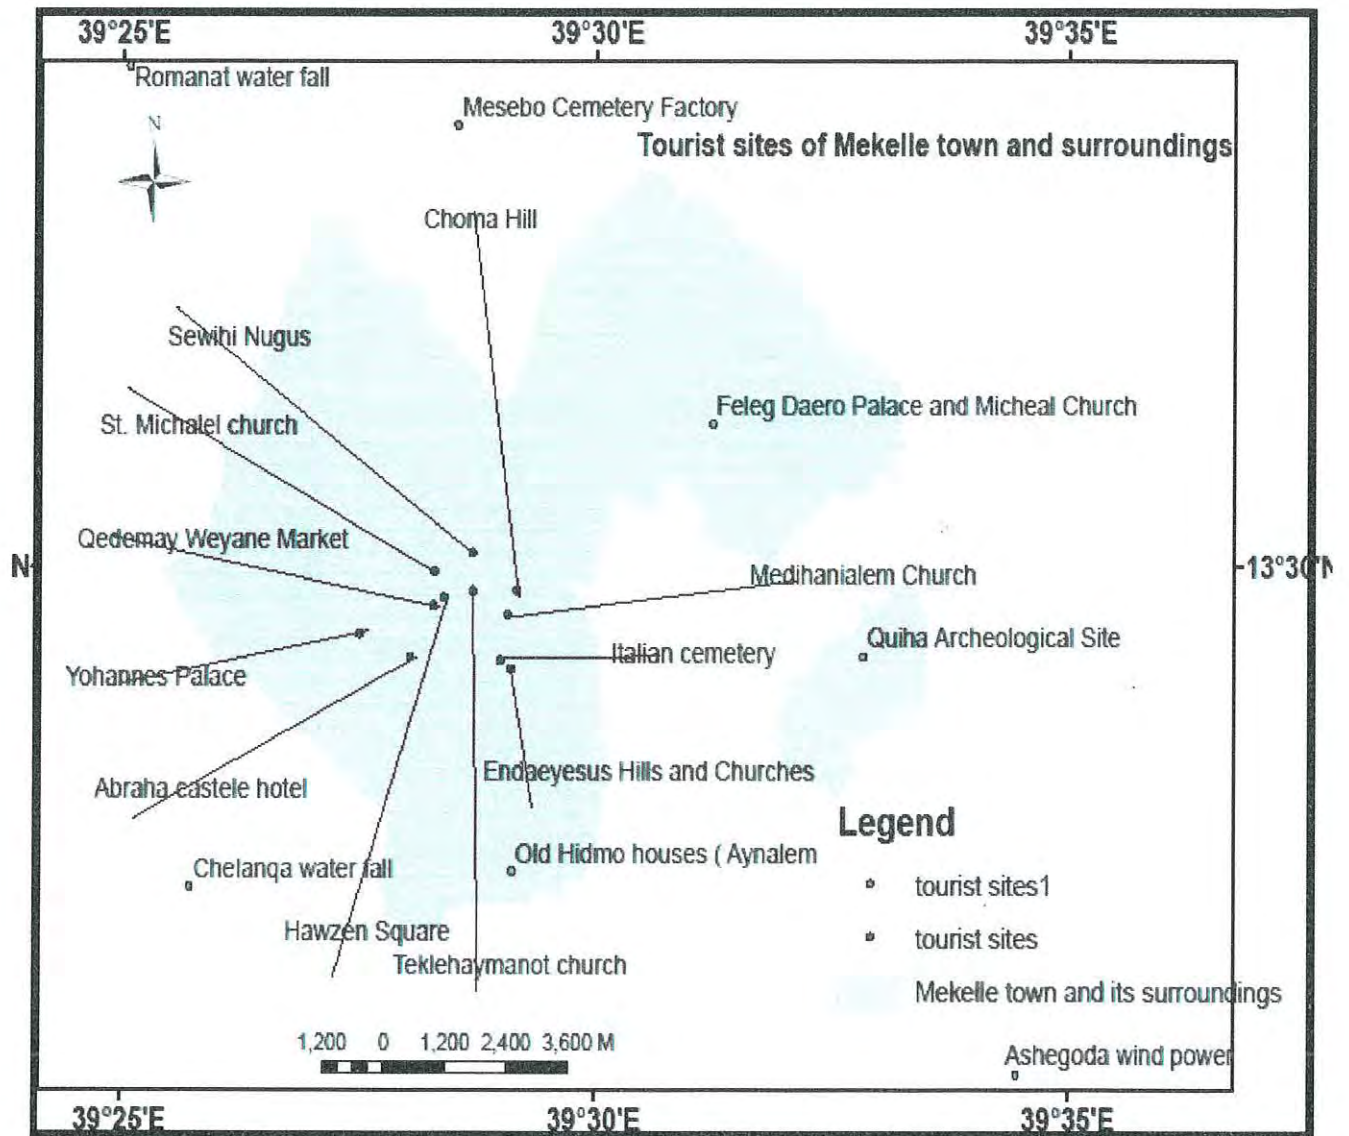 39°25'E 39°30'E 39°35'E
Romanat water fall
Mesebo Cemetery Factory
N
Tourist sites of Mekelle town and surroundings
Choma Hill
Sewihi Nugus
Feleg Daero Palace and Micheal Church
St. Michalel church
Qedemay Weyane Market
N 13°30'N
Medihanialem Church
Quiha Archeological Site
Italian cemetery
Yohannes Palace
Endaeyesus Hills and Churches
Abraha castele hotel
Legend
Old Hidmo houses ( Aynalem
Chelanqa water fall
tourist sites1
Hawzen Square
tourist sites
Teklehaymanot church
Mekelle town and its surroundings
1,200 0 1,200 2,400 3,600 M
Ashegoda wind power
39°25'E 39°30'E 39°35'E